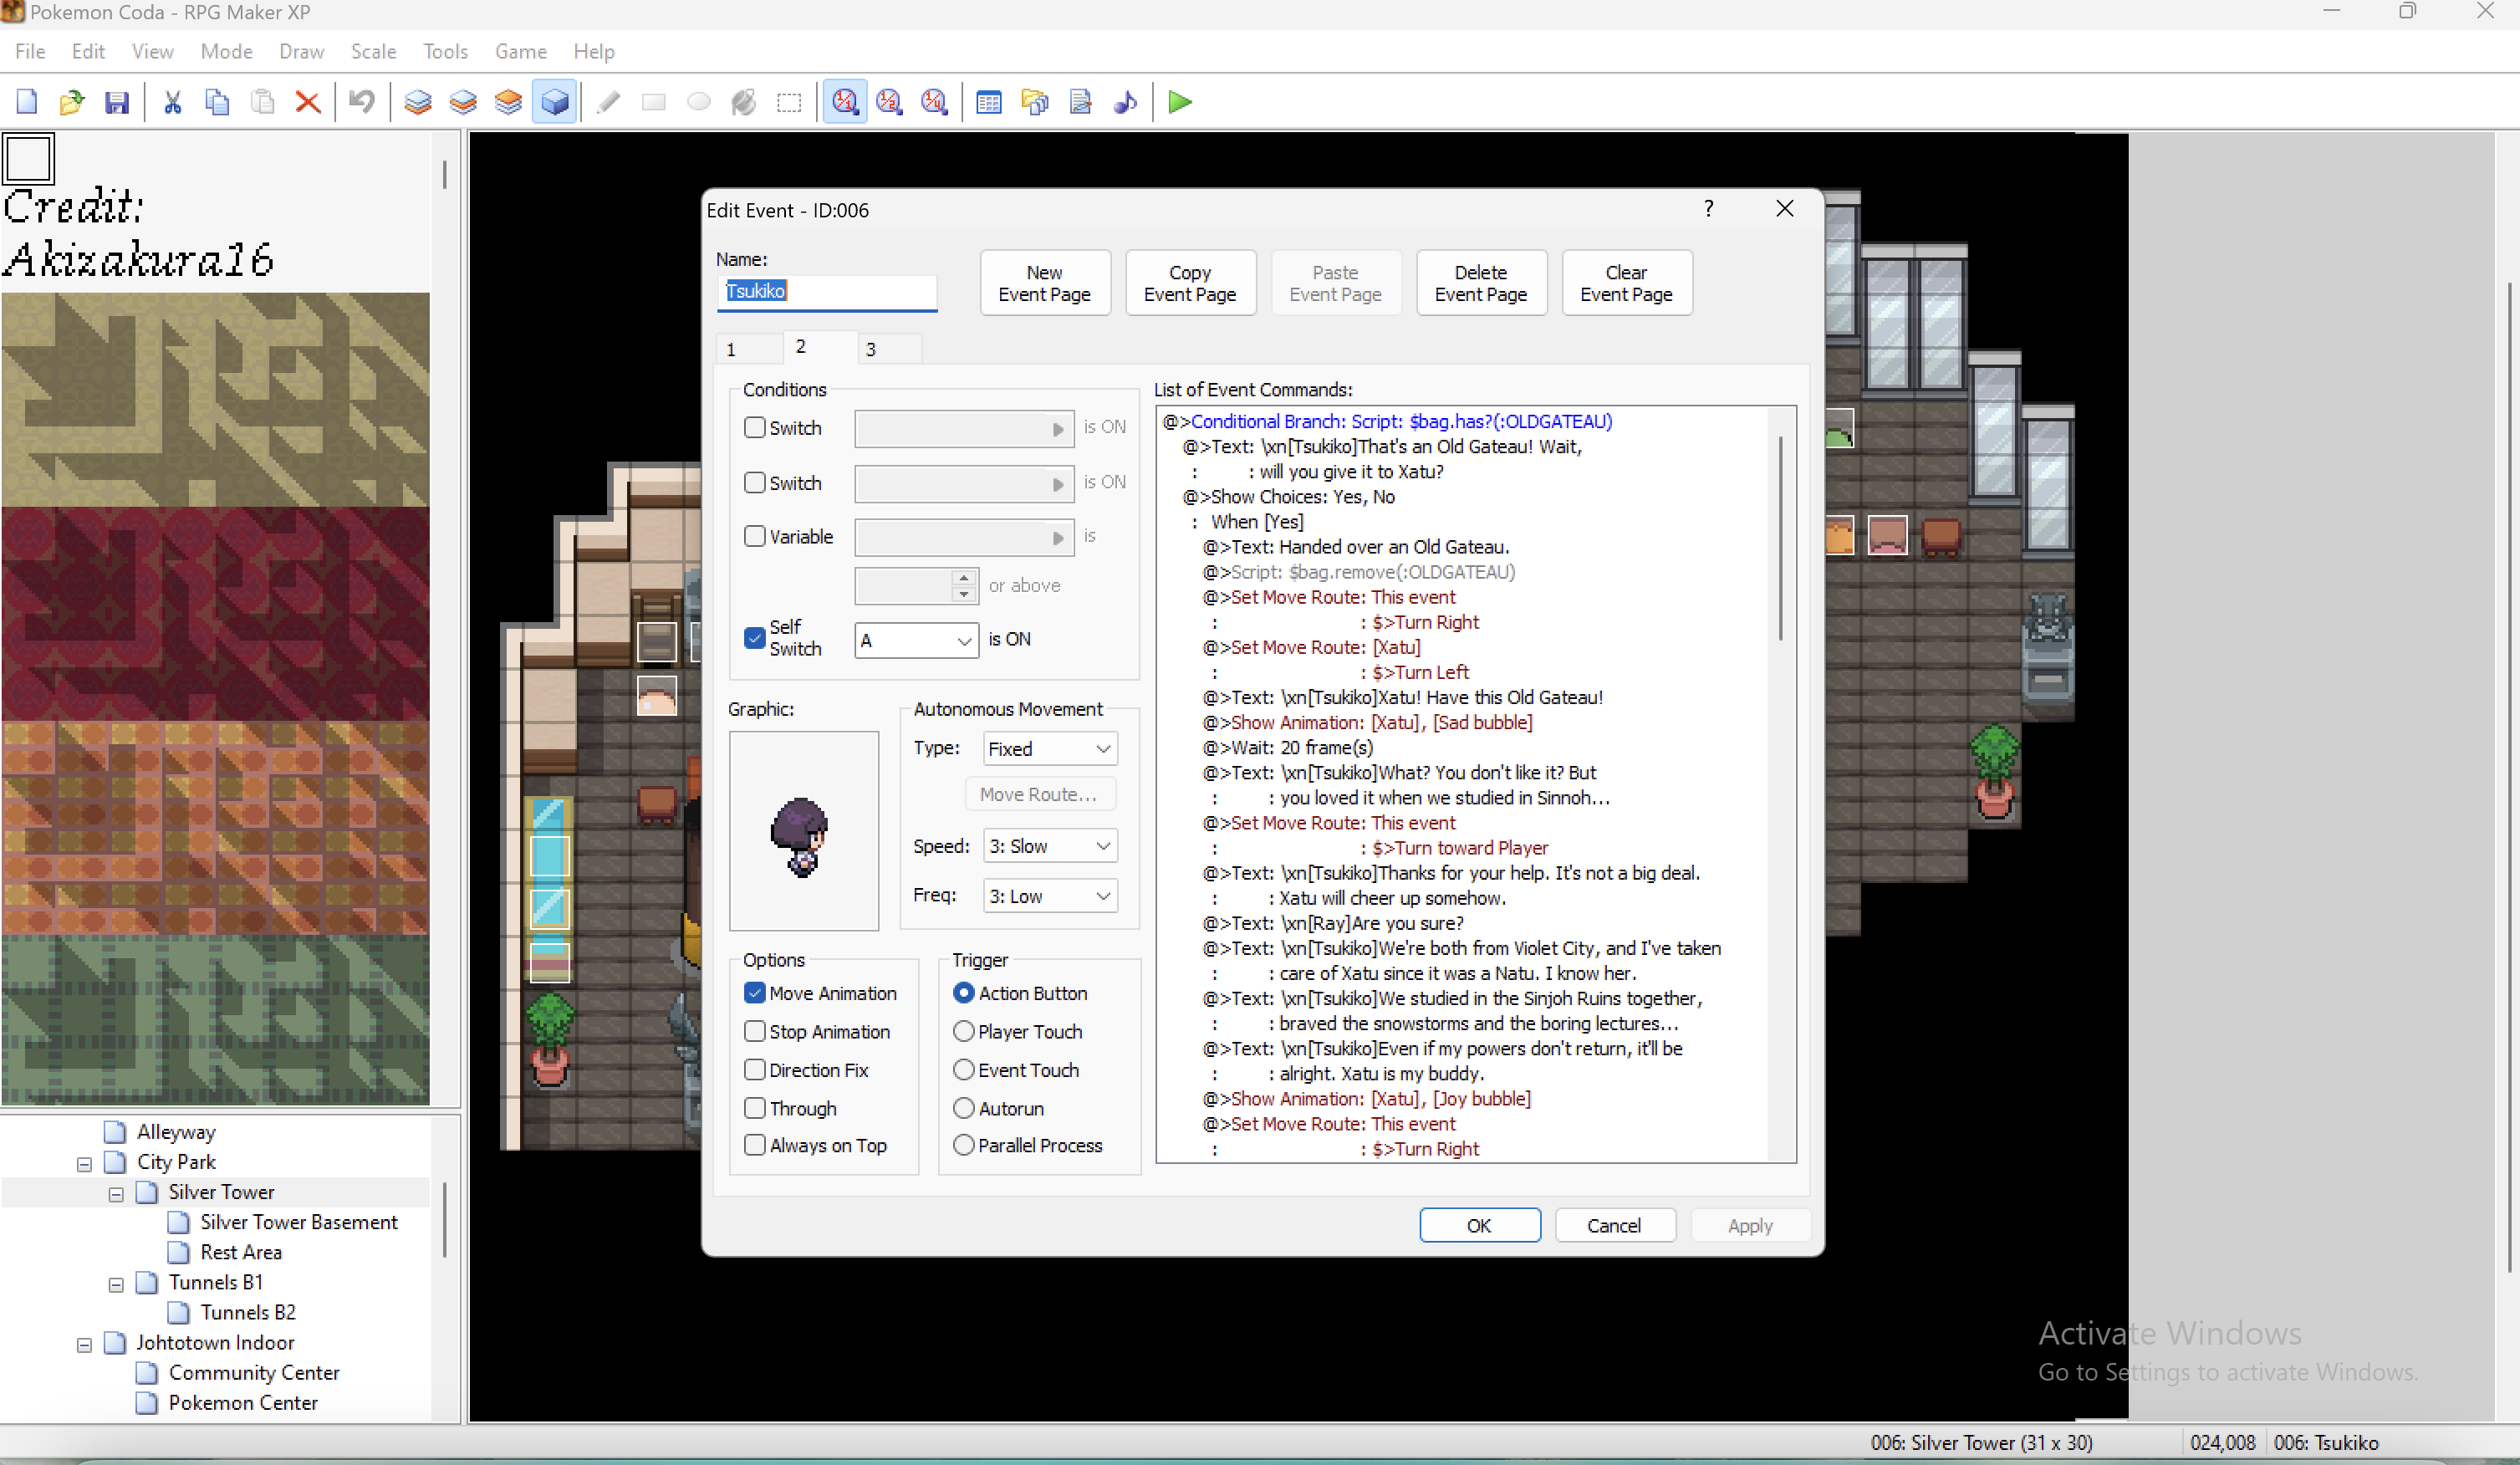 Pokemon Coda - RPG Maker XP
File Edit View Mode Draw Scale Tools Game Help
Credit:
Akizakura16
Edit Event - ID:006
?
Name:
Tsukiko
New
Event Page
Copy
Event Page
Paste
Event Page
Delete
Event Page
Clear
Event Page
1 2 3
Conditions
Switch is ON
Switch is ON
Variable is
or above
Self
Switch A is ON
Graphic:
Autonomous Movement
Type: Fixed
Move Route...
Speed: 3: Slow
Freq: 3: Low
Options
Move Animation
Stop Animation
Direction Fix
Through
Always on Top
Trigger
Action Button
Player Touch
Event Touch
Autorun
Parallel Process
List of Event Commands:
@>Conditional Branch: Script: $bag.has?(:OLDGATEAU)
@>Text: \xn[Tsukiko]That's an Old Gateau! Wait,
: : will you give it to Xatu?
@>Show Choices: Yes, No
: When [Yes]
@>Text: Handed over an Old Gateau.
@>Script: $bag.remove(:OLDGATEAU)
@>Set Move Route: This event
: : $>Turn Right
@>Set Move Route: [Xatu]
: : $>Turn Left
@>Text: \xn[Tsukiko]Xatu! Have this Old Gateau!
@>Show Animation: [Xatu], [Sad bubble]
@>Wait: 20 frame(s)
@>Text: \xn[Tsukiko]What? You don't like it? But
: : you loved it when we studied in Sinnoh...
@>Set Move Route: This event
: : $>Turn toward Player
@>Text: \xn[Tsukiko]Thanks for your help. It's not a big deal.
: : Xatu will cheer up somehow.
@>Text: \xn[Ray]Are you sure?
@>Text: \xn[Tsukiko]We're both from Violet City, and I've taken
: : care of Xatu since it was a Natu. I know her.
@>Text: \xn[Tsukiko]We studied in the Sinjoh Ruins together,
: : braved the snowstorms and the boring lectures...
@>Text: \xn[Tsukiko]Even if my powers don't return, it'll be
: : alright. Xatu is my buddy.
@>Show Animation: [Xatu], [Joy bubble]
@>Set Move Route: This event
: : $>Turn Right
OK Cancel Apply
Alleyway
City Park
Silver Tower
Silver Tower Basement
Rest Area
Tunnels B1
Tunnels B2
Johtotown Indoor
Community Center
Pokemon Center
Activate Windows
Go to Settings to activate Windows.
006: Silver Tower (31 x 30) 024,008 006: Tsukiko